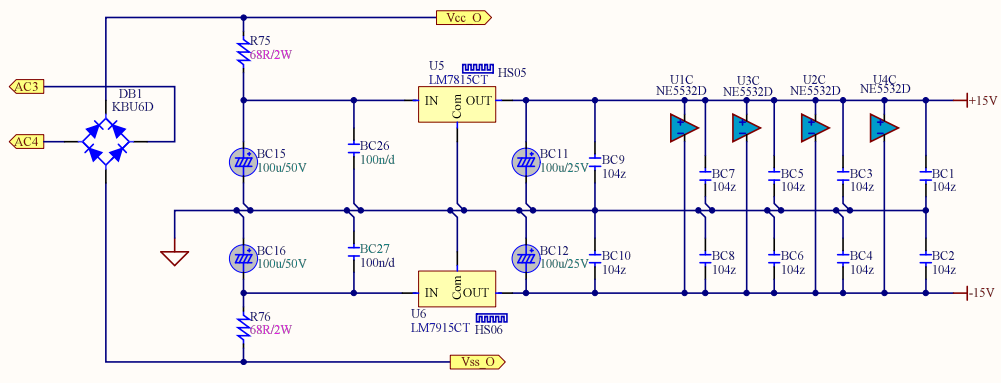 Vcc_O
R75
68R/2W
AC3
AC4
DB1
KBU6D
U5
LM7815CT
HS05
IN
Com
OUT
U1C
NE5532D
U3C
NE5532D
U2C
NE5532D
U4C
NE5532D
+15V
BC15
100u/50V
BC26
100n/d
BC11
100u/25V
BC9
104z
BC7
104z
BC5
104z
BC3
104z
BC1
104z
BC16
100u/50V
BC27
100n/d
BC12
100u/25V
BC10
104z
BC8
104z
BC6
104z
BC4
104z
BC2
104z
IN
Com
OUT
-15V
U6
LM7915CT
HS06
R76
68R/2W
Vss_O